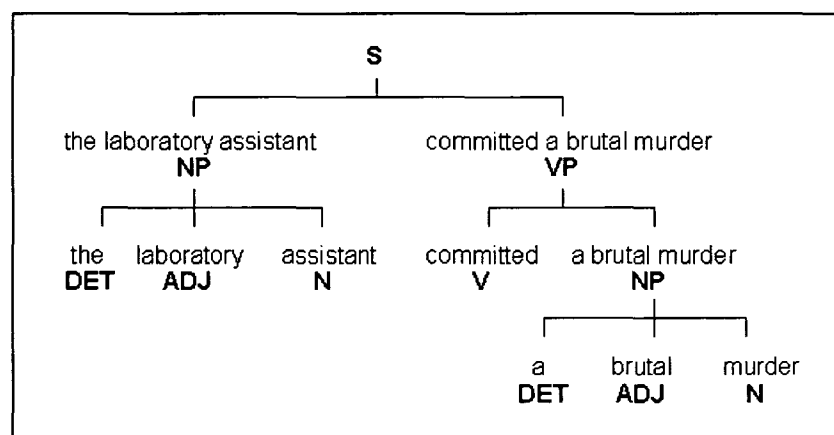 S
the laboratory assistant committed a brutal murder
NP VP
the laboratory assistant committed a brutal murder
DET ADJ N V NP
a brutal murder
DET ADJ N